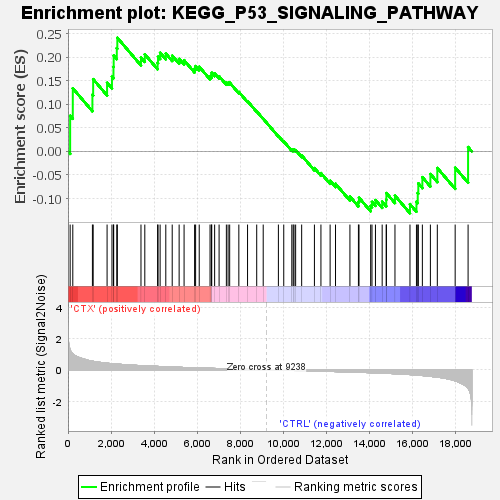 Enrichment plot: KEGG_P53_SIGNALING_PATHWAY
Enrichment score (ES)
0.25
0.20
0.15
0.10
0.05
0.00
-0.05
-0.10
'CTX' (positively correlated)
Ranked list metric (Signal2Noise)
4
2
0
-2
Zero cross at 9238
'CTRL' (negatively correlated)
0
2,000
4,000
6,000
8,000
10,000
12,000
14,000
16,000
18,000
Rank in Ordered Dataset
Enrichment profile
Hits
Ranking metric scores